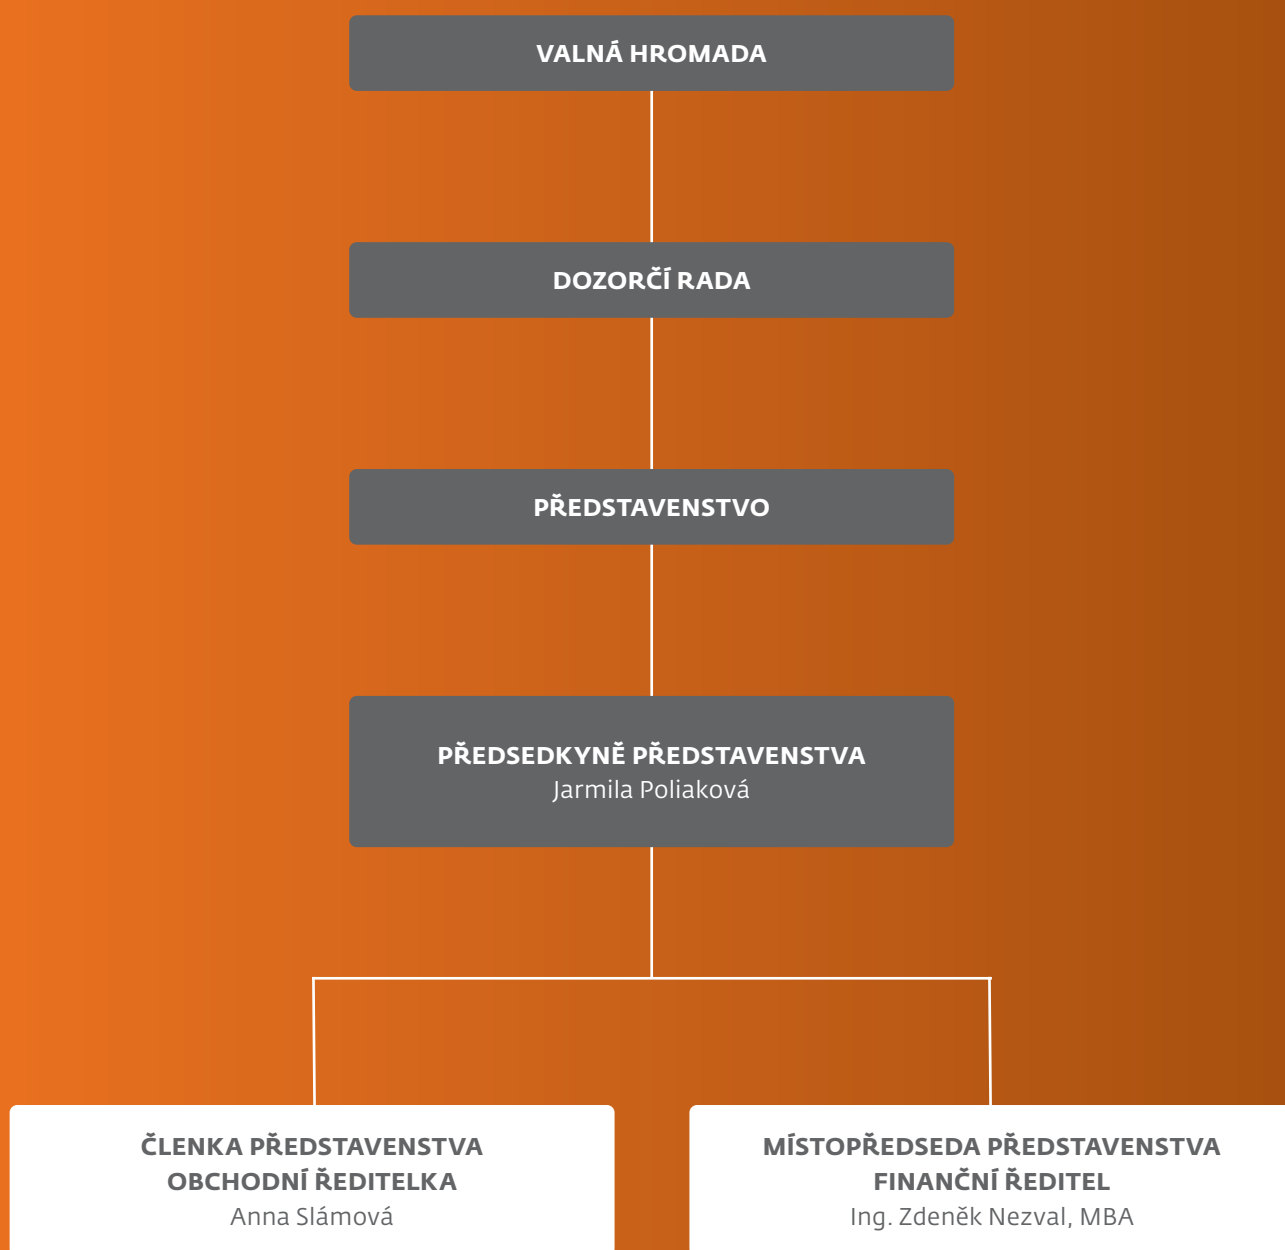 VALNÁ HROMADA
DOZORČÍ RADA
PŘEDSTAVENSTVO
PŘEDSEDKYNĚ PŘEDSTAVENSTVA
Jarmila Poliaková
ČLENKA PŘEDSTAVENSTVA
OBCHODNÍ ŘEDITELKA
Anna Slámová
MÍSTOPŘEDSEDA PŘEDSTAVENSTVA
FINANČNÍ ŘEDITEL
Ing. Zdeněk Nezval, MBA